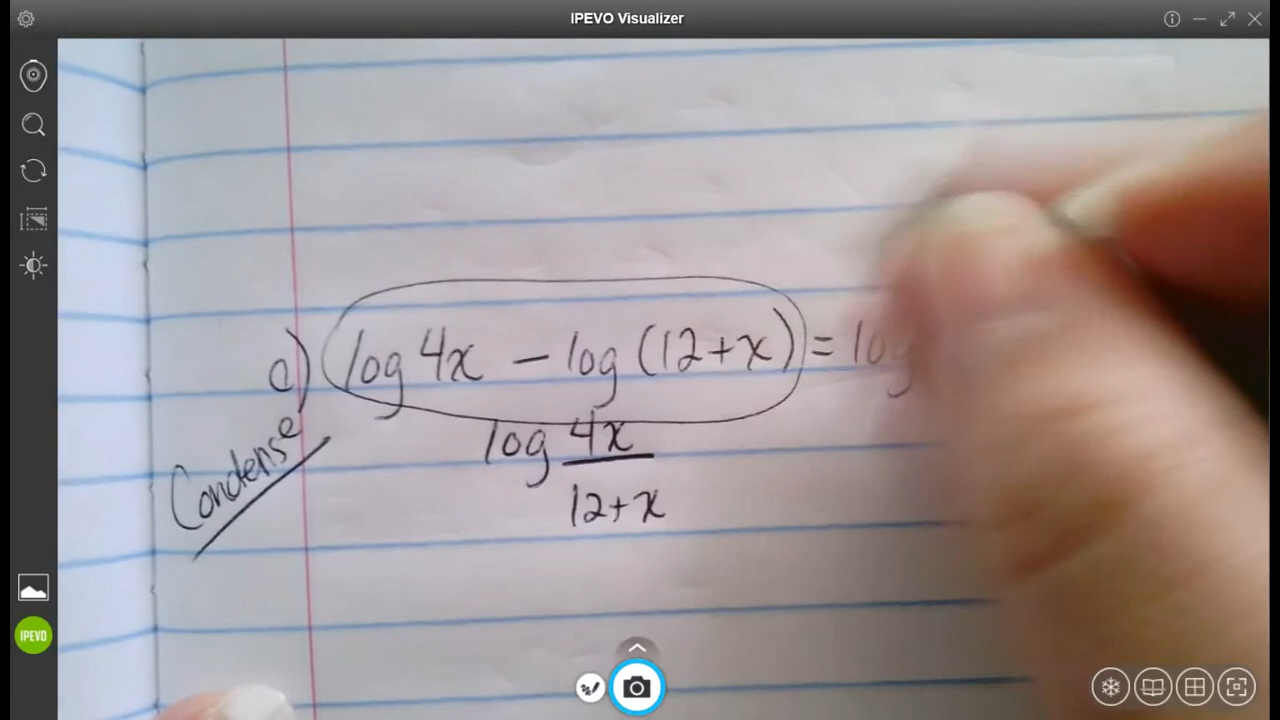 IPEVO Visualizer
c) log 4x − log (12+x) = log
log 4x
12+x
Condense
IPEVO